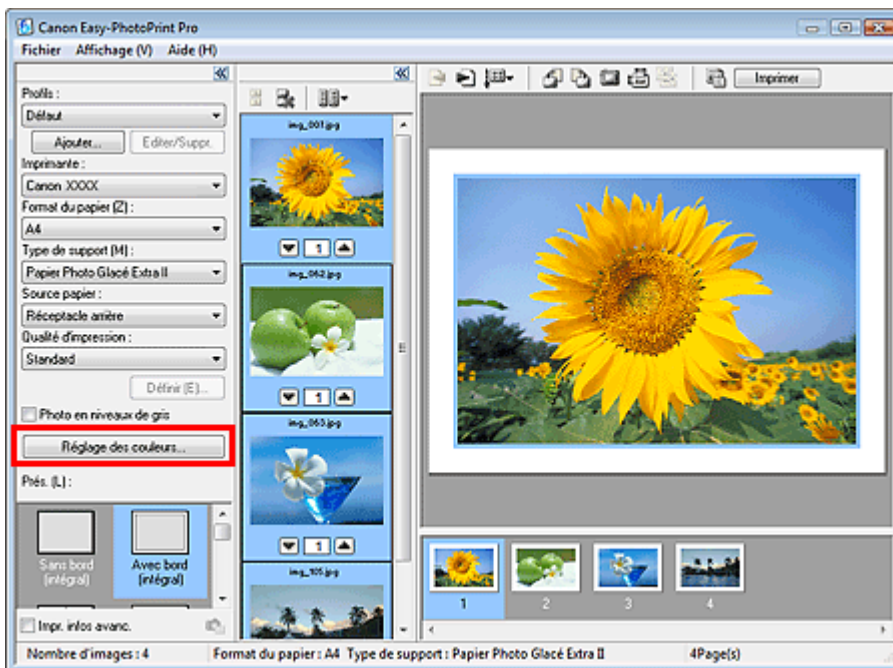 Canon Easy-PhotoPrint Pro
Fichier Affichage (V) Aide (H)
Profils :
Défaut
Ajouter... Editer/Suppr.
Imprimante :
Canon XXXX
Format du papier (Z) :
A4
Type de support (M) :
Papier Photo Glacé Extra II
Source papier :
Réceptacle arrière
Qualité d'impression :
Standard
Définir (E)...
Photo en niveaux de gris
Réglage des couleurs...
Prés. (L) :
Sans bord (intégral)
Avec bord (intégral)
Impr. infos avanc.
img_001.jpg
1
img_062.jpg
1
img_063.jpg
1
img_105.jpg
Imprimer
1 2 3 4
Nombre d'images : 4 Format du papier : A4 Type de support : Papier Photo Glacé Extra II 4Page(s)